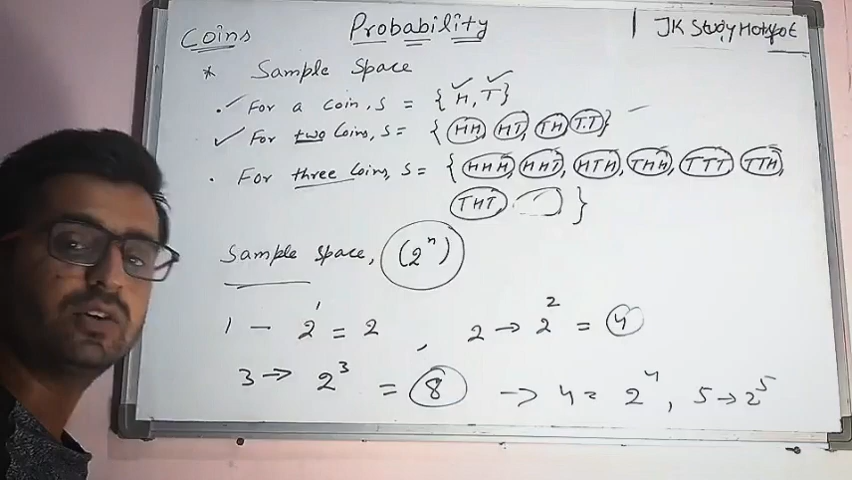 Coins Probability JK Study Hotspot
* Sample Space
. ✓ For a coin, S = {H, T}
✓ For two coins, S = {HH, HT, TH, T.T}
. For three coins, S = {HHH, HHT, HTH, THH, TTT, TTH,
THT, }
Sample space, (2ⁿ)
1 - 2¹ = 2 , 2 → 2² = 4
3 → 2³ = 8 → 4 = 2⁴, 5 → 2⁵